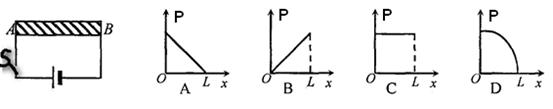 A B
S
P O L x A
P O L x B
P O L x C
P O L x D